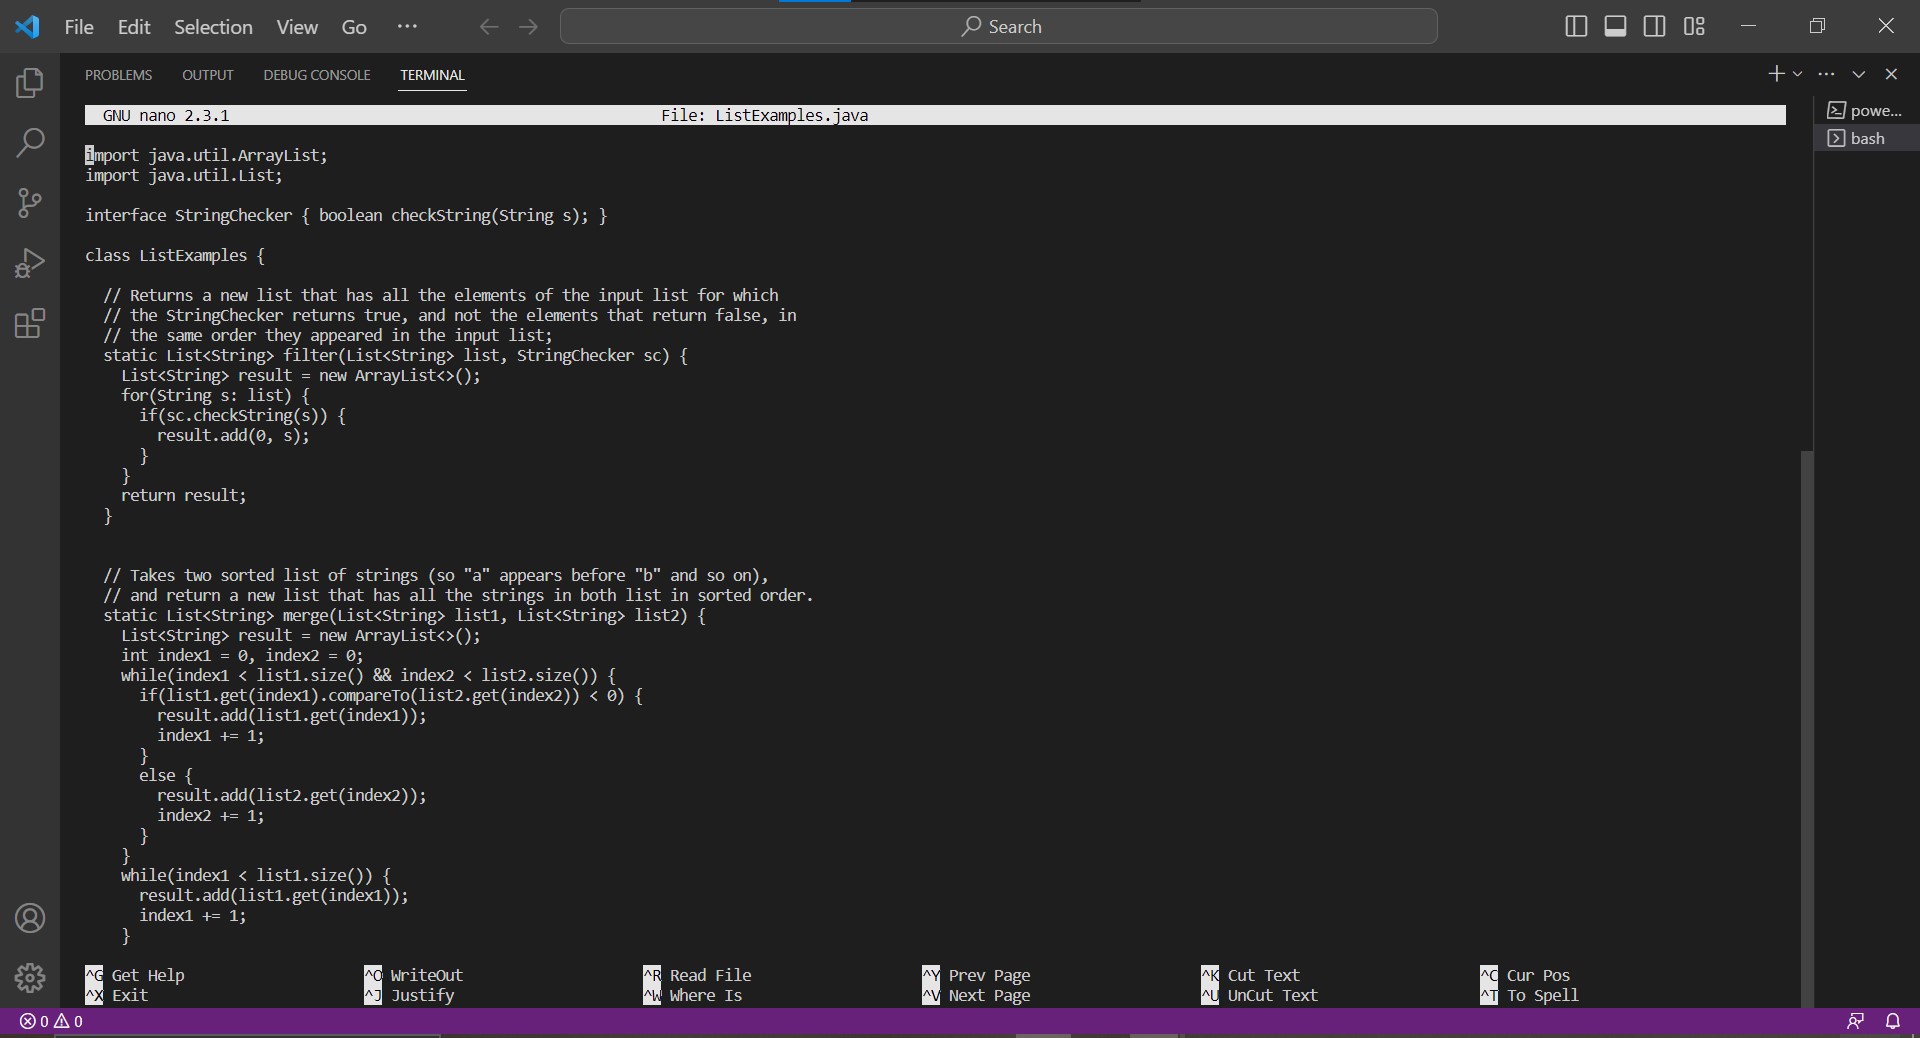 File Edit Selection View Go ···
Search
PROBLEMS OUTPUT DEBUG CONSOLE TERMINAL
GNU nano 2.3.1 File: ListExamples.java
powe...
bash
import java.util.ArrayList;
import java.util.List;
interface StringChecker { boolean checkString(String s); }
class ListExamples {
// Returns a new list that has all the elements of the input list for which
// the StringChecker returns true, and not the elements that return false, in
// the same order they appeared in the input list;
static List<String> filter(List<String> list, StringChecker sc) {
List<String> result = new ArrayList<>();
for(String s: list) {
if(sc.checkString(s)) {
result.add(0, s);
}
}
return result;
}
// Takes two sorted list of strings (so "a" appears before "b" and so on),
// and return a new list that has all the strings in both list in sorted order.
static List<String> merge(List<String> list1, List<String> list2) {
List<String> result = new ArrayList<>();
int index1 = 0, index2 = 0;
while(index1 < list1.size() && index2 < list2.size()) {
if(list1.get(index1).compareTo(list2.get(index2)) < 0) {
result.add(list1.get(index1));
index1 += 1;
}
else {
result.add(list2.get(index2));
index2 += 1;
}
}
while(index1 < list1.size()) {
result.add(list1.get(index1));
index1 += 1;
}
^G Get Help ^O WriteOut ^R Read File ^Y Prev Page ^K Cut Text ^C Cur Pos
^X Exit ^J Justify ^W Where Is ^V Next Page ^U UnCut Text ^T To Spell
0 0